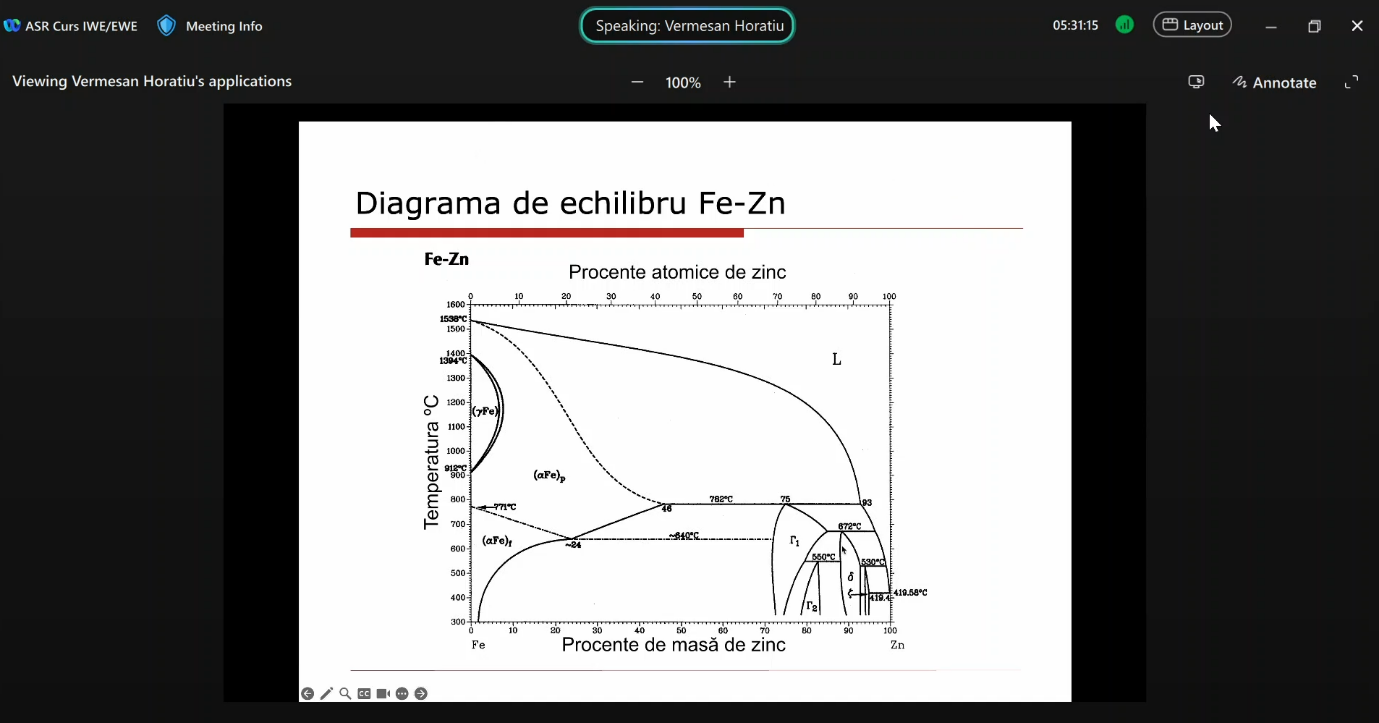 ASR Curs IWE/EWE
Meeting Info
Speaking: Vermesan Horatiu
05:31:15
Layout
Viewing Vermesan Horatiu's applications
100%
Annotate
Diagrama de echilibru Fe-Zn
Fe-Zn
Procente atomice de zinc
0 10 20 30 40 50 60 70 80 90 100
1600
1538°C
1500
1400
1394°C
L
1300
1200
(γFe)
1100
1000
912°C
900
(αFe)p
800
782°C
75
46
93
771°C
700
672°C
~640°C
(αFe)f
~24
Γ1
600
550°C
530°C
500
δ
ζ
Γ2
400
419.4
419.58°C
300
Temperatura °C
0 10 20 30 40 50 60 70 80 90 100
Fe
Procente de masă de zinc
Zn
CC